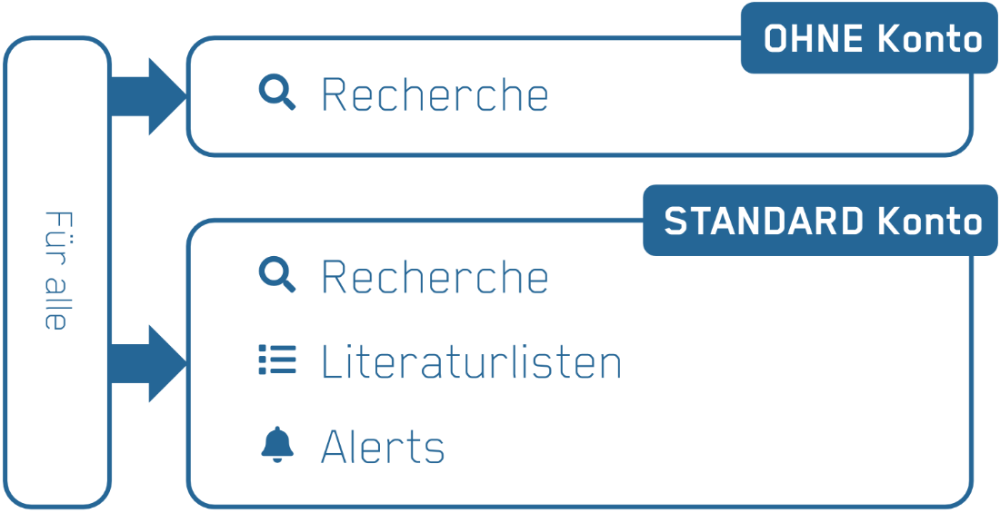 Für alle
OHNE Konto
Recherche
STANDARD Konto
Recherche
Literaturlisten
Alerts